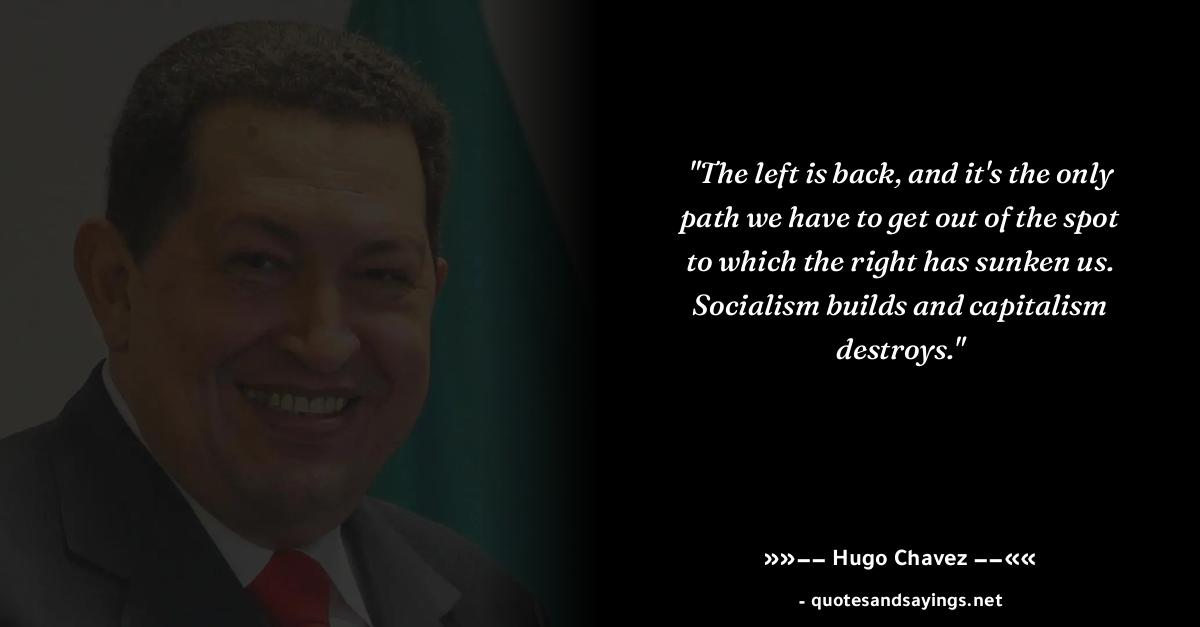 "The left is back, and it's the only
path we have to get out of the spot
to which the right has sunken us.
Socialism builds and capitalism
destroys."
»»–– Hugo Chavez ––««
- quotesandsayings.net